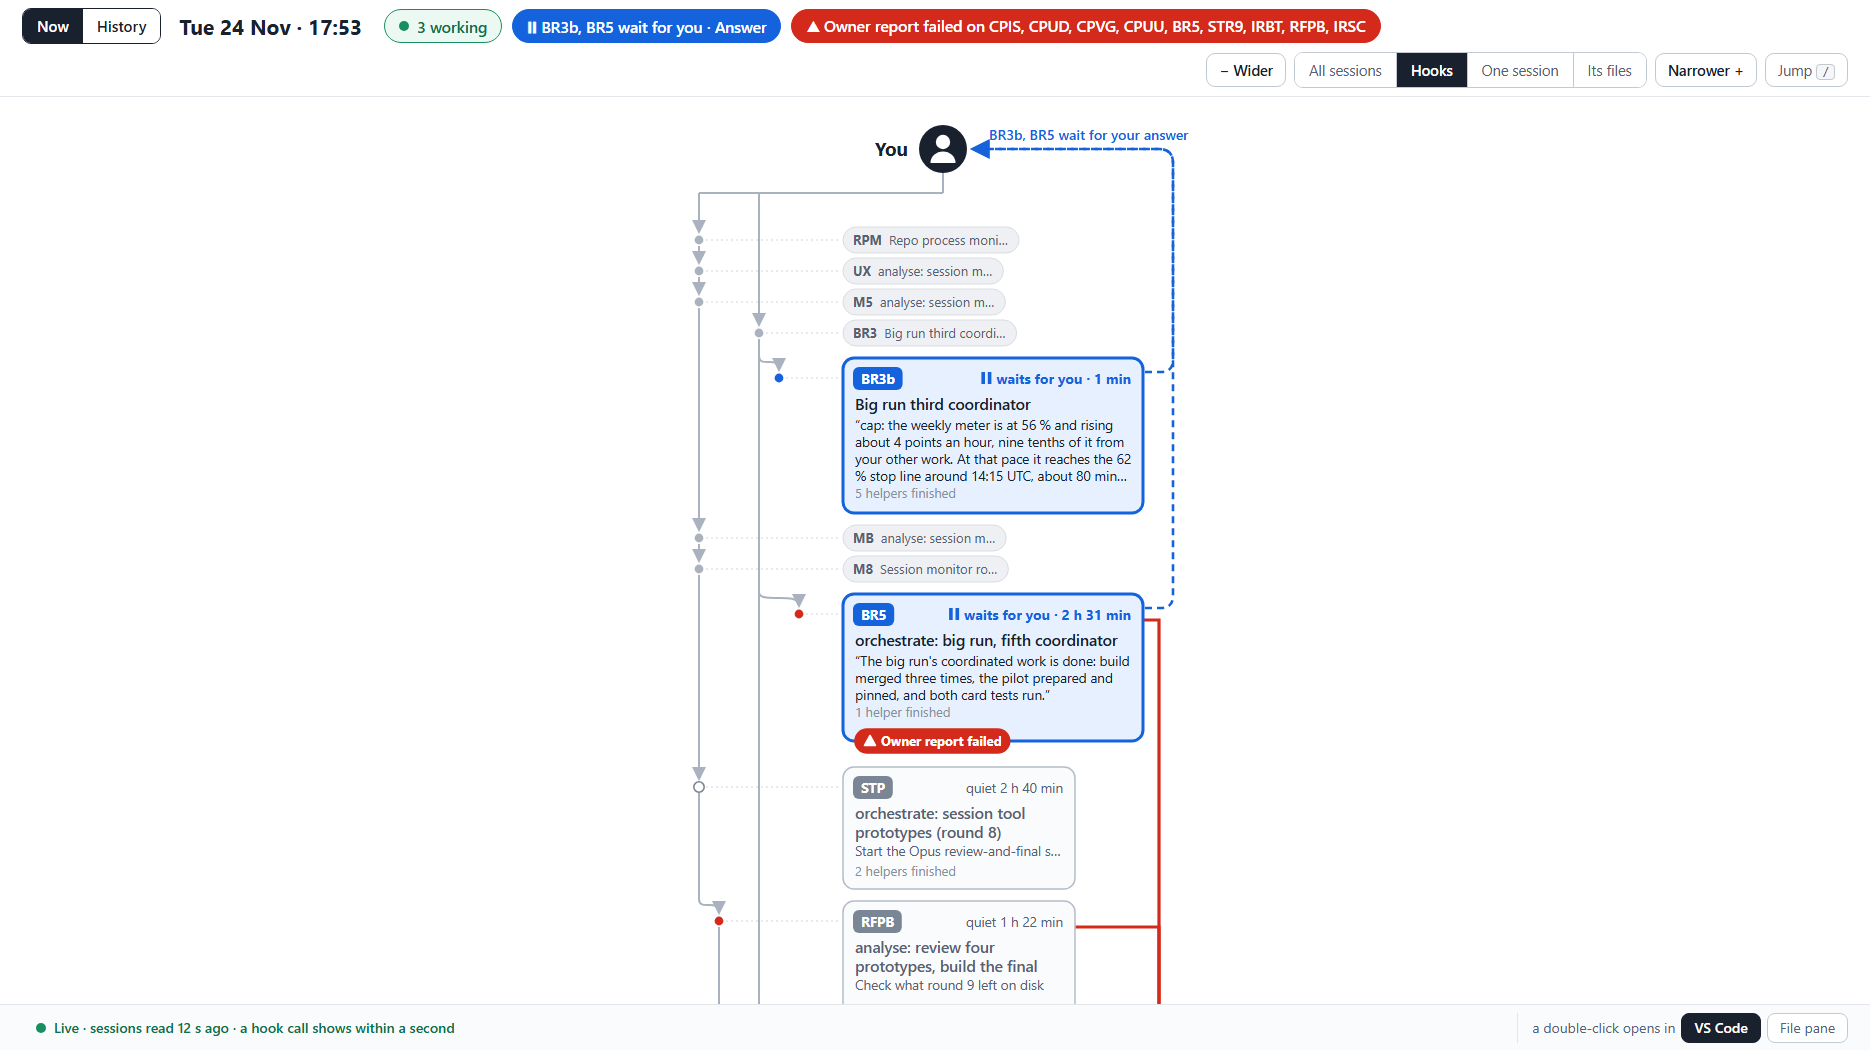 Now
History
Tue 24 Nov · 17:53
3 working
BR3b, BR5 wait for you · Answer
Owner report failed on CPIS, CPUD, CPVG, CPUU, BR5, STR9, IRBT, RFPB, IRSC
− Wider
All sessions
Hooks
One session
Its files
Narrower +
Jump /
You
BR3b, BR5 wait for your answer
RPM Repo process moni...
UX analyse: session m...
M5 analyse: session m...
BR3 Big run third coordi...
BR3b
waits for you · 1 min
Big run third coordinator
“cap: the weekly meter is at 56 % and rising
about 4 points an hour, nine tenths of it from
your other work. At that pace it reaches the 62
% stop line around 14:15 UTC, about 80 min...
5 helpers finished
MB analyse: session m...
M8 Session monitor ro...
BR5
waits for you · 2 h 31 min
orchestrate: big run, fifth coordinator
“The big run's coordinated work is done: build
merged three times, the pilot prepared and
pinned, and both card tests run.”
1 helper finished
Owner report failed
STP
quiet 2 h 40 min
orchestrate: session tool
prototypes (round 8)
Start the Opus review-and-final s...
2 helpers finished
RFPB
quiet 1 h 22 min
analyse: review four
prototypes, build the final
Check what round 9 left on disk
Live · sessions read 12 s ago · a hook call shows within a second
a double-click opens in
VS Code
File pane